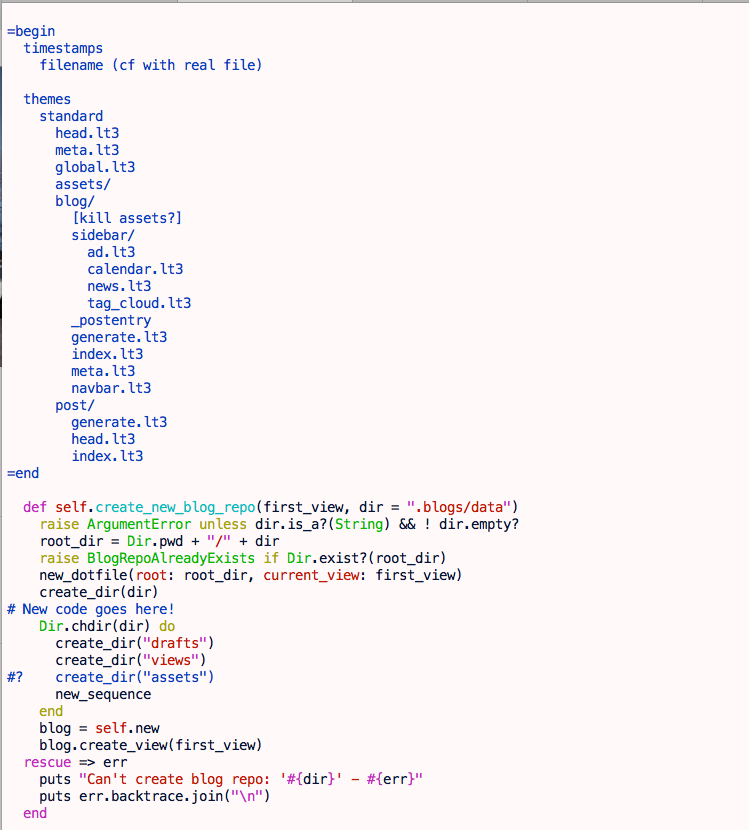 =begin
  timestamps
    filename (cf with real file)

  themes
    standard
      head.lt3
      meta.lt3
      global.lt3
      assets/
      blog/
        [kill assets?]
        sidebar/
          ad.lt3
          calendar.lt3
          news.lt3
          tag_cloud.lt3
        _postentry
        generate.lt3
        index.lt3
        meta.lt3
        navbar.lt3
      post/
        generate.lt3
        head.lt3
        index.lt3
=end

  def self.create_new_blog_repo(first_view, dir = ".blogs/data")
    raise ArgumentError unless dir.is_a?(String) && ! dir.empty?
    root_dir = Dir.pwd + "/" + dir
    raise BlogRepoAlreadyExists if Dir.exist?(root_dir)
    new_dotfile(root: root_dir, current_view: first_view)
    create_dir(dir)
# New code goes here!
    Dir.chdir(dir) do
      create_dir("drafts")
      create_dir("views")
#?    create_dir("assets")
      new_sequence
    end
    blog = self.new
    blog.create_view(first_view)
  rescue => err
    puts "Can't create blog repo: '#{dir}' - #{err}"
    puts err.backtrace.join("\n")
  end